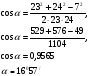 cos α = (23² + 24² − 7²) / (2·23·24),
cos α = (529 + 576 − 49) / 1104,
cos α = 0,9565
α = 16°57'